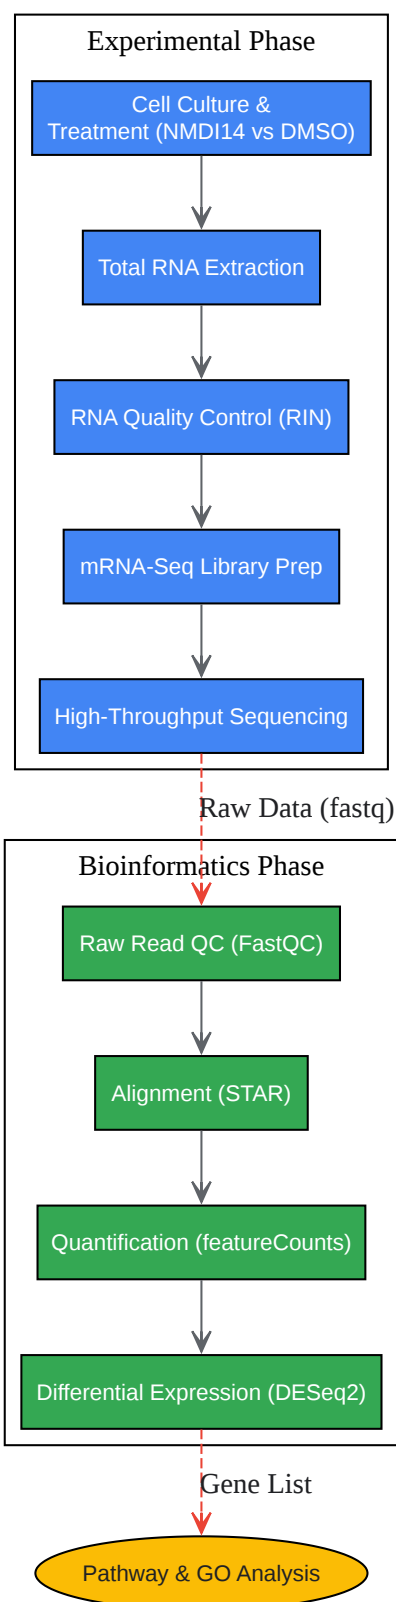 Experimental Phase
Cell Culture &
Treatment (NMDI14 vs DMSO)
Total RNA Extraction
RNA Quality Control (RIN)
mRNA-Seq Library Prep
High-Throughput Sequencing
Raw Data (fastq)
Bioinformatics Phase
Raw Read QC (FastQC)
Alignment (STAR)
Quantification (featureCounts)
Differential Expression (DESeq2)
Gene List
Pathway & GO Analysis